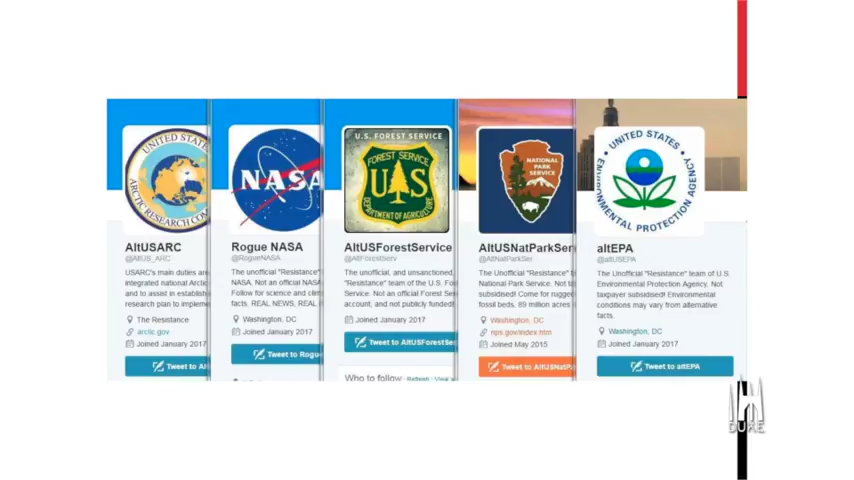 UNITED STATES
ARCTIC RESEARCH COM
AltUSARC
@AltUS_ARC
USARC's main duties are
integrated national Arctic
and to assist in establish
research plan to impleme
The Resistance
arctic.gov
Joined January 2017
Tweet to Alt
NASA
Rogue NASA
@RogueNASA
The unofficial "Resistance"
NASA. Not an official NASA
Follow for science and clim
facts. REAL NEWS, REAL
Washington, DC
Joined January 2017
Tweet to Rogue
U.S. FOREST SERVICE
FOREST SERVICE
US
DEPARTMENT OF AGRICULTURE
AltUSForestService
@AltForestServ
The unofficial, and unsanctioned,
"Resistance" team of the U.S. Fo
Service. Not an official Forest Se
account, and not publicly funded!
Joined January 2017
Tweet to AltUSForestSe
Who to follow · Refresh · View a
NATIONAL
PARK
SERVICE
AltUSNatParkSer
@AltNatParkSer
The Unofficial "Resistance" t
National Park Service. Not ta
subsidised! Come for rugged
fossil beds, 89 million acres
Washington, DC
nps.gov/index.htm
Joined May 2015
Tweet to AltUSNatPa
UNITED STATES
ENVIRONMENTAL PROTECTION AGENCY
altEPA
@altUSEPA
The Unofficial "Resistance" team of U.S.
Environmental Protection Agency. Not
taxpayer subsidised! Environmental
conditions may vary from alternative
facts.
Washington, DC
Joined January 2017
Tweet to altEPA
DUKE